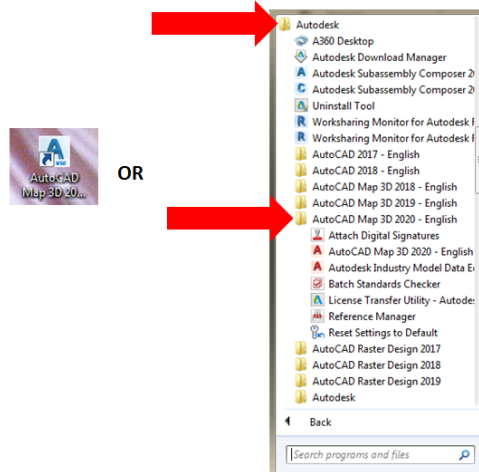 Autodesk
A360 Desktop
Autodesk Download Manager
Autodesk Subassembly Composer 2
Autodesk Subassembly Composer 2
Uninstall Tool
Worksharing Monitor for Autodesk
Worksharing Monitor for Autodesk
AutoCAD 2017 - English
AutoCAD 2018 - English
AutoCAD Map 3D 2018 - English
AutoCAD Map 3D 2019 - English
AutoCAD Map 3D 2020 - English
Attach Digital Signatures
AutoCAD Map 3D 2020 - English
Autodesk Industry Model Data E
Batch Standards Checker
License Transfer Utility - Autode
Reference Manager
Reset Settings to Default
AutoCAD Raster Design 2017
AutoCAD Raster Design 2018
AutoCAD Raster Design 2019
Autodesk
Back
Search programs and files
AutoCAD
Map 3D 20...
OR